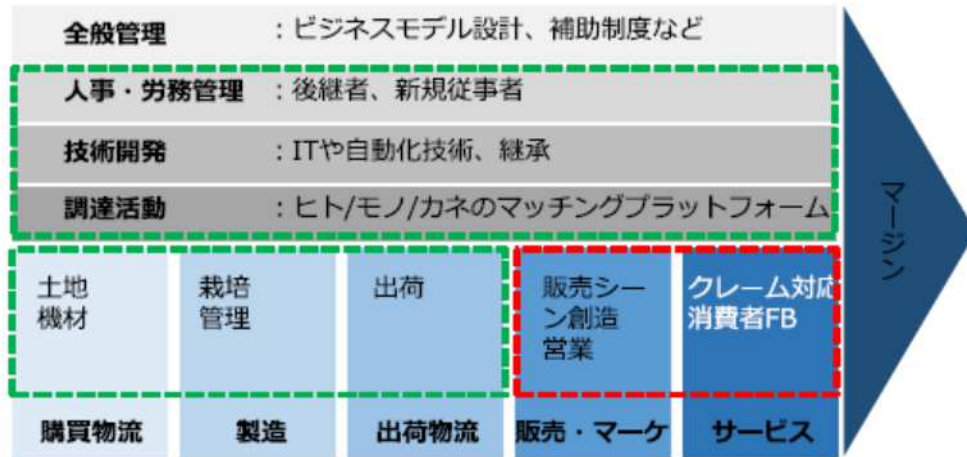 全般管理 ：ビジネスモデル設計、補助制度など
人事・労務管理 ：後継者、新規従事者
技術開発 ：ITや自動化技術、継承
調達活動 ：ヒト/モノ/カネのマッチングプラットフォーム
マージン
土地
機材
栽培
管理
出荷
販売シー
ン創造
営業
クレーム対応
消費者FB
購買物流
製造
出荷物流
販売・マーケ
サービス